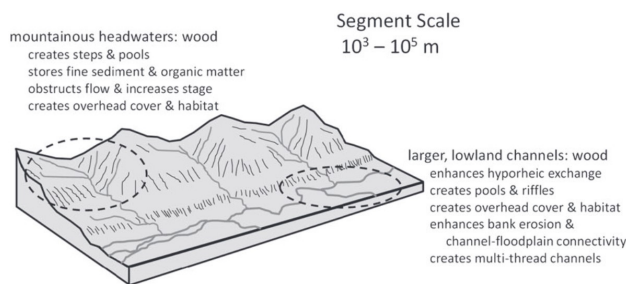 Segment Scale
10³ – 10⁵ m
mountainous headwaters: wood
creates steps & pools
stores fine sediment & organic matter
obstructs flow & increases stage
creates overhead cover & habitat
larger, lowland channels: wood
enhances hyporheic exchange
creates pools & riffles
creates overhead cover & habitat
enhances bank erosion &
channel-floodplain connectivity
creates multi-thread channels